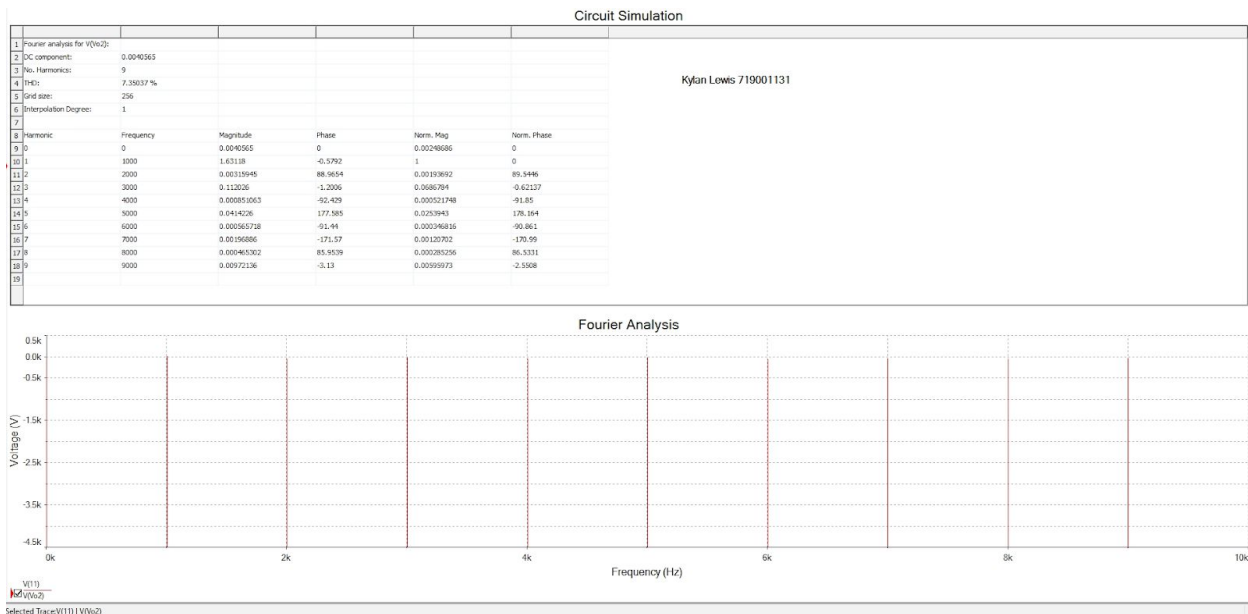 Circuit Simulation
1 Fourier analysis for V(Vo2):
2 DC component: 0.0040565
3 No. Harmonics: 9
4 THD: 7.35037 %
5 Grid size: 256
6 Interpolation Degree: 1
7
8 Harmonic Frequency Magnitude Phase Norm. Mag Norm. Phase
9 0 0 0.0040565 0 0.00248686 0
10 1 1000 1.63118 -0.5792 1 0
11 2 2000 0.00315945 88.9654 0.00193692 89.5446
12 3 3000 0.112026 -1.2006 0.0686784 -0.62137
13 4 4000 0.000851063 -92.429 0.000521748 -91.85
14 5 5000 0.0414226 177.585 0.0253943 178.164
15 6 6000 0.000565718 -91.44 0.000346816 -90.861
16 7 7000 0.00196886 -171.57 0.00120702 -170.99
17 8 8000 0.000465302 85.9539 0.000285256 86.5331
18 9 9000 0.00972136 -3.13 0.00595973 -2.5508
19
Kylan Lewis 719001131
Fourier Analysis
0.5k
0.0k
-0.5k
-1.5k
-2.5k
-3.5k
-4.5k
Voltage (V)
0k 2k 4k 6k 8k 10k
Frequency (Hz)
V(11)
V(Vo2)
Selected Trace:V(11) | V(Vo2)